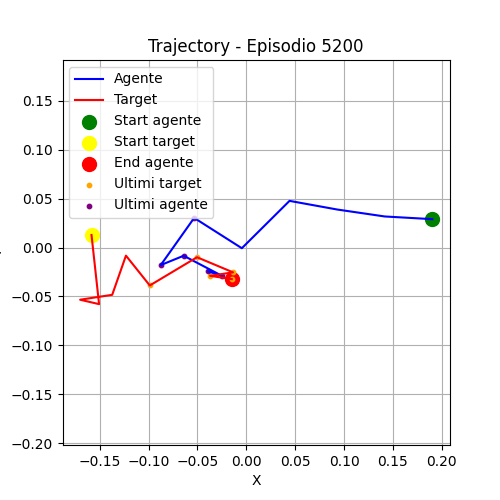 Trajectory - Episodio 5200
Agente
Target
Start agente
Start target
End agente
Ultimi target
Ultimi agente
0.15
0.10
0.05
0.00
−0.05
−0.10
−0.15
−0.20
−0.15 −0.10 −0.05 0.00 0.05 0.10 0.15 0.20
X